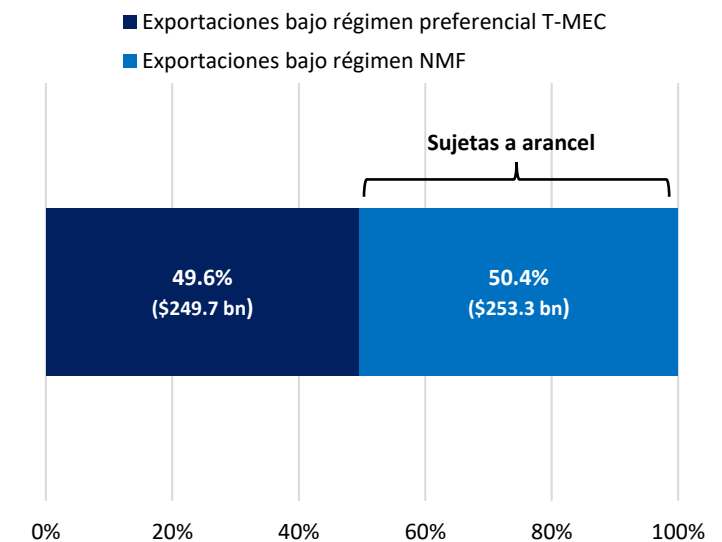 Exportaciones bajo régimen preferencial T-MEC
Exportaciones bajo régimen NMF
Sujetas a arancel
49.6%
($249.7 bn)
50.4%
($253.3 bn)
0%
20%
40%
60%
80%
100%